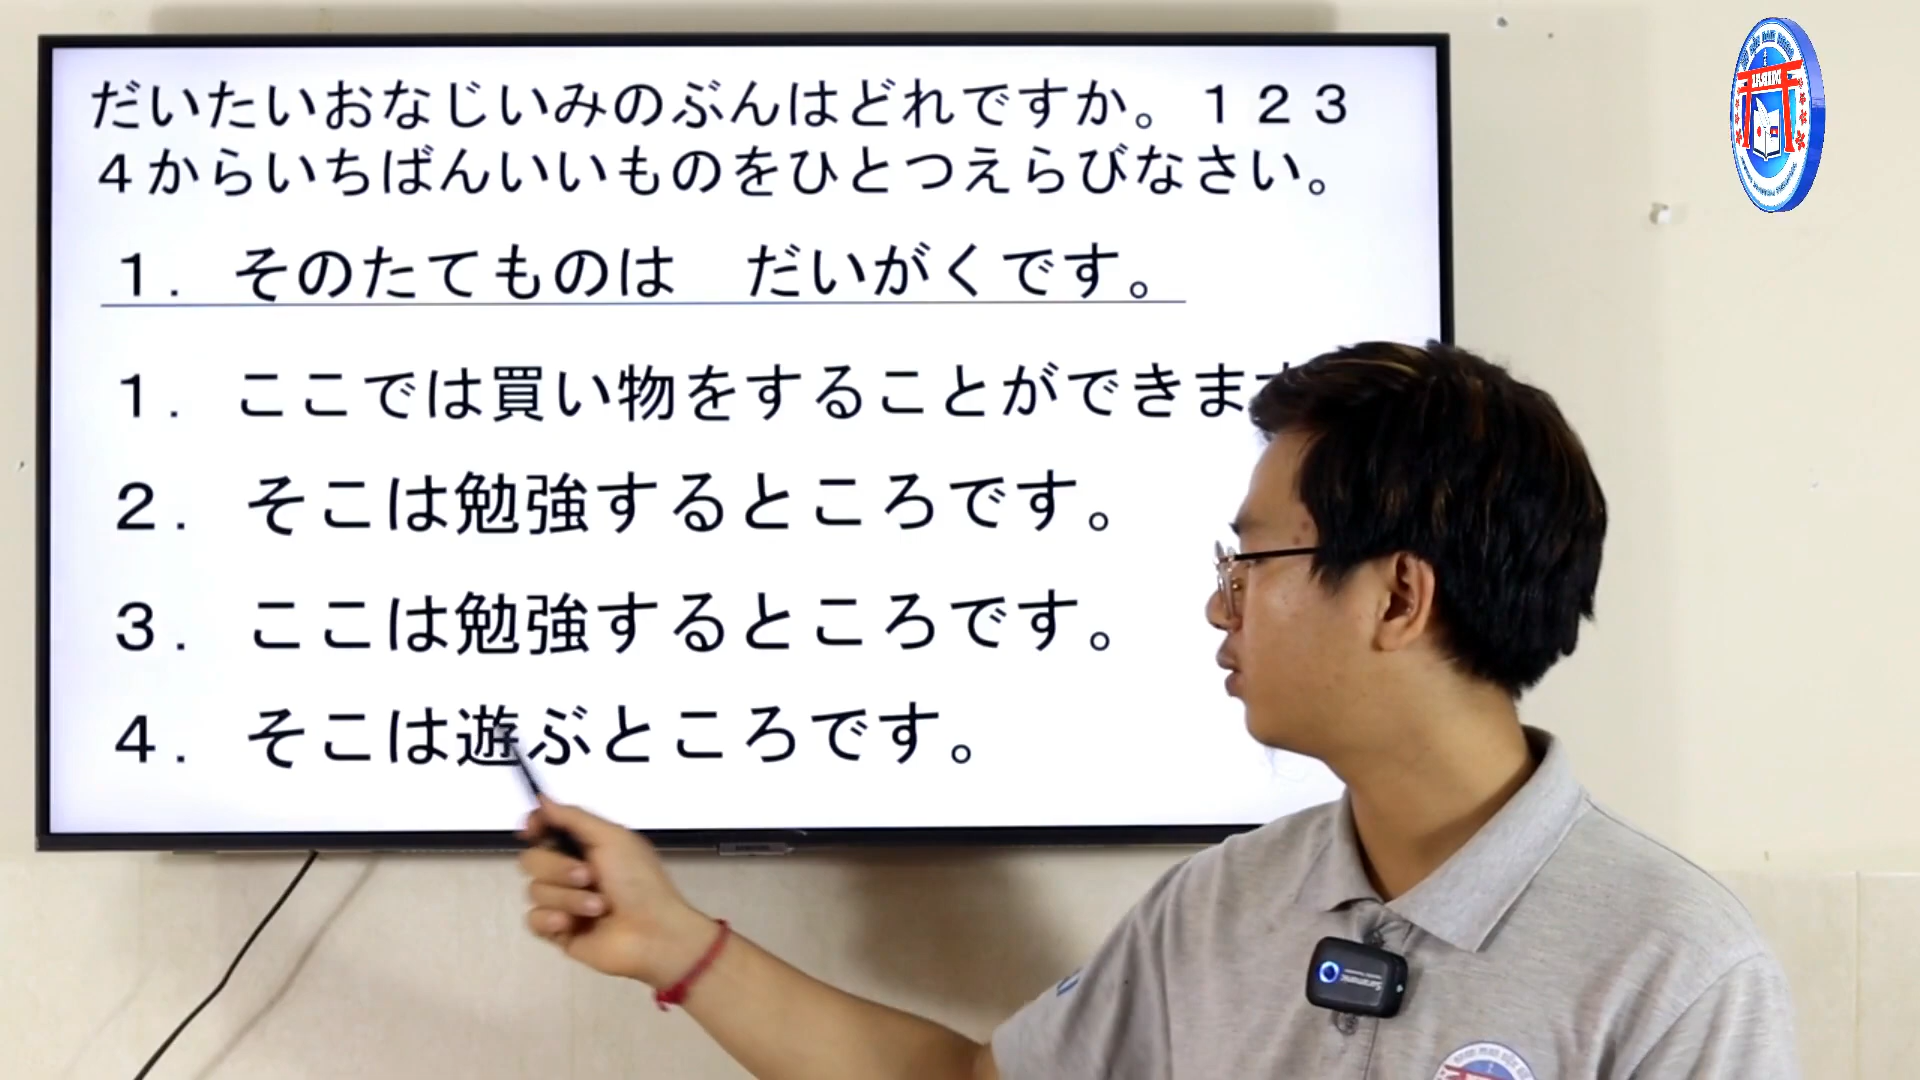 だいたいおなじいみのぶんはどれですか。１２３
４からいちばんいいものをひとつえらびなさい。
１．そのたてものは　だいがくです。
１．ここでは買い物をすることができます
２．そこは勉強するところです。
３．ここは勉強するところです。
４．そこは遊ぶところです。
SAMSUNG
Saramonic